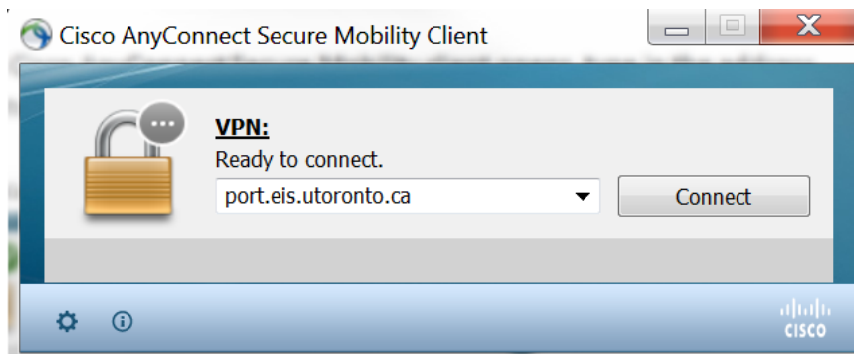 Cisco AnyConnect Secure Mobility Client
VPN:
Ready to connect.
port.eis.utoronto.ca
Connect
CISCO